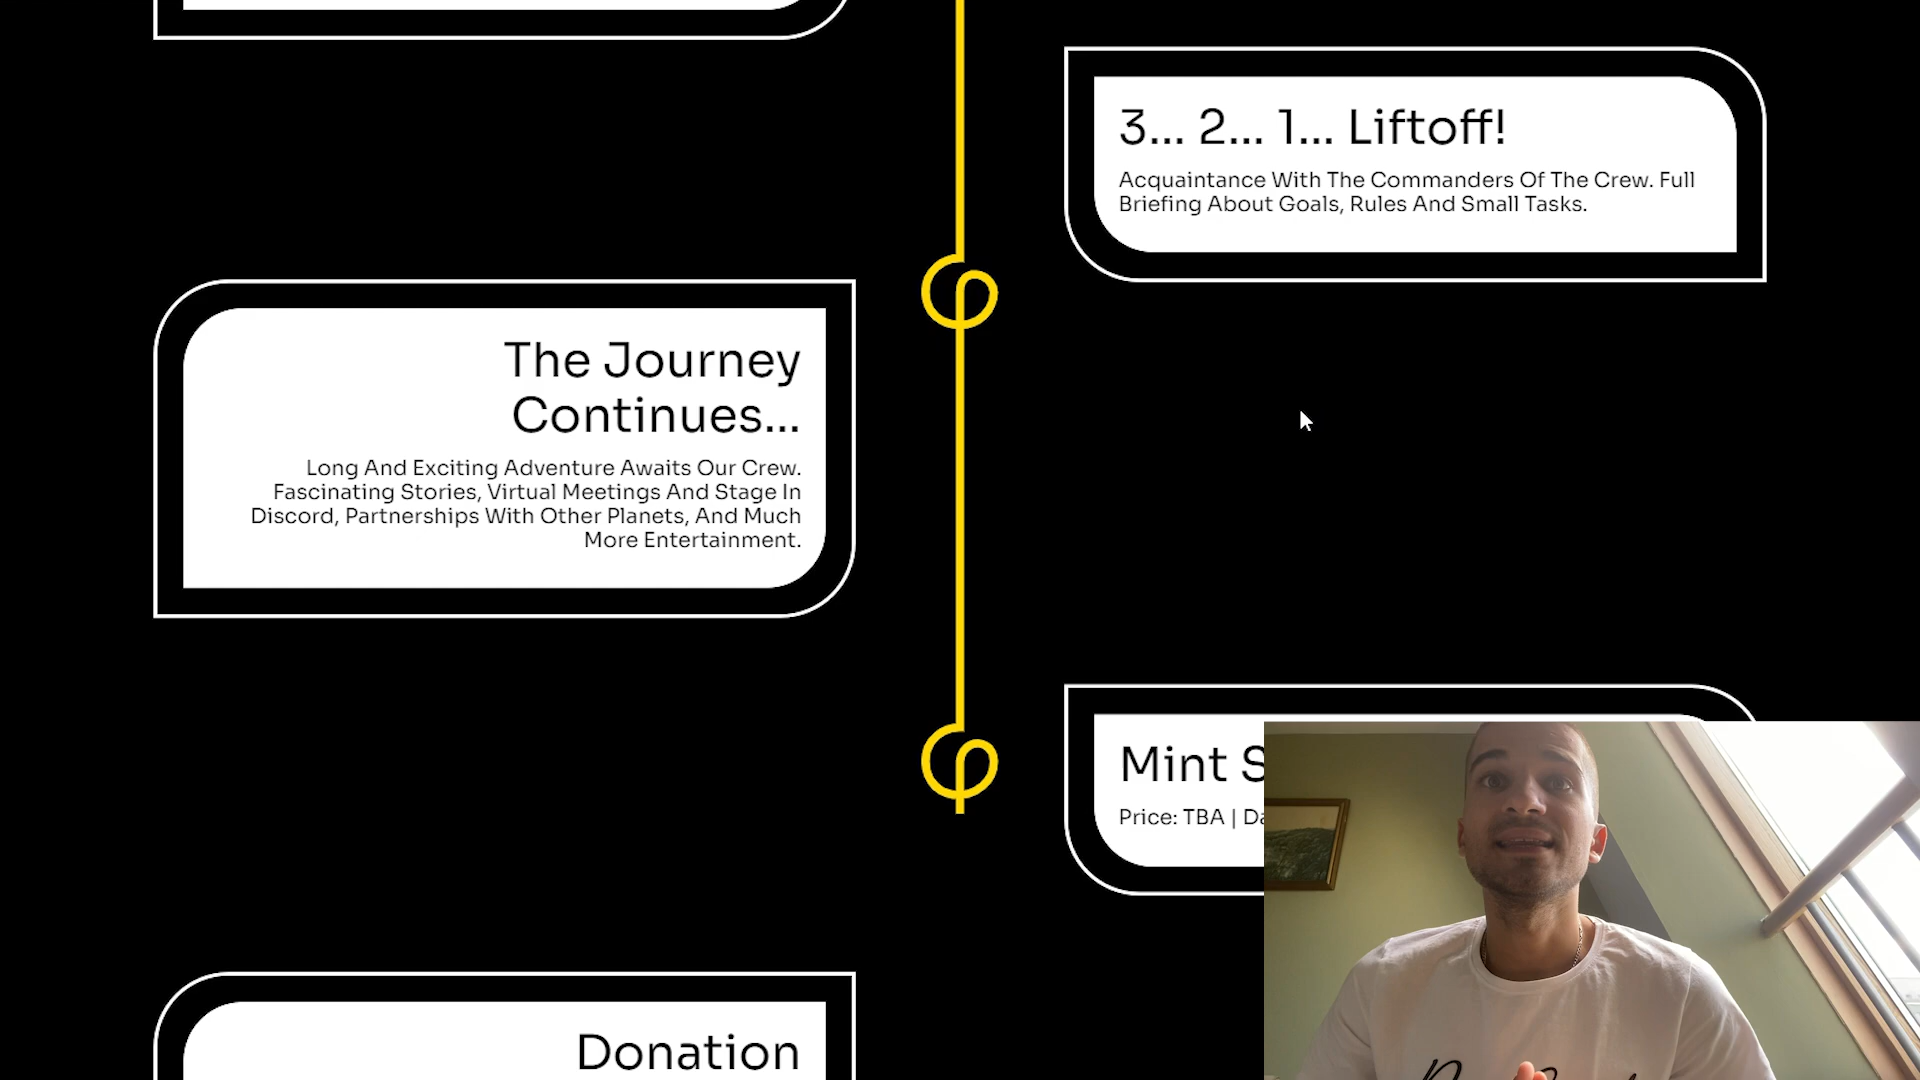 3... 2... 1... Liftoff!
Acquaintance With The Commanders Of The Crew. Full
Briefing About Goals, Rules And Small Tasks.
The Journey
Continues...
Long And Exciting Adventure Awaits Our Crew.
Fascinating Stories, Virtual Meetings And Stage In
Discord, Partnerships With Other Planets, And Much
More Entertainment.
Mint
Price: TBA |
Donation